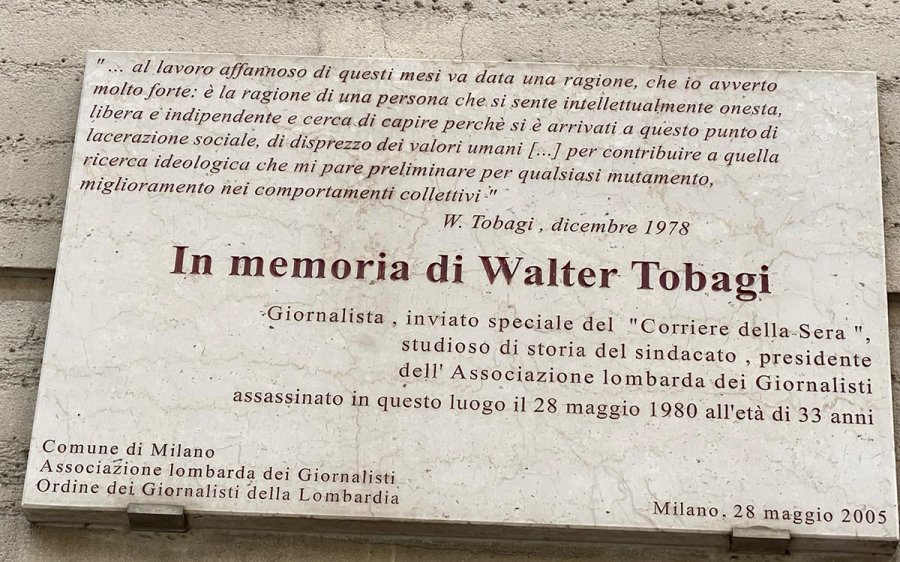 " ... al lavoro affannoso di questi mesi va data una ragione, che io avverto
molto forte: è la ragione di una persona che si sente intellettualmente onesta,
libera e indipendente e cerca di capire perchè si è arrivati a questo punto di
lacerazione sociale, di disprezzo dei valori umani [...] per contribuire a quella
ricerca ideologica che mi pare preliminare per qualsiasi mutamento,
miglioramento nei comportamenti collettivi "
W. Tobagi , dicembre 1978
In memoria di Walter Tobagi
Giornalista , inviato speciale del "Corriere della Sera ",
studioso di storia del sindacato , presidente
dell' Associazione lombarda dei Giornalisti
assassinato in questo luogo il 28 maggio 1980 all'età di 33 anni
Comune di Milano
Associazione lombarda dei Giornalisti
Ordine dei Giornalisti della Lombardia
Milano, 28 maggio 2005